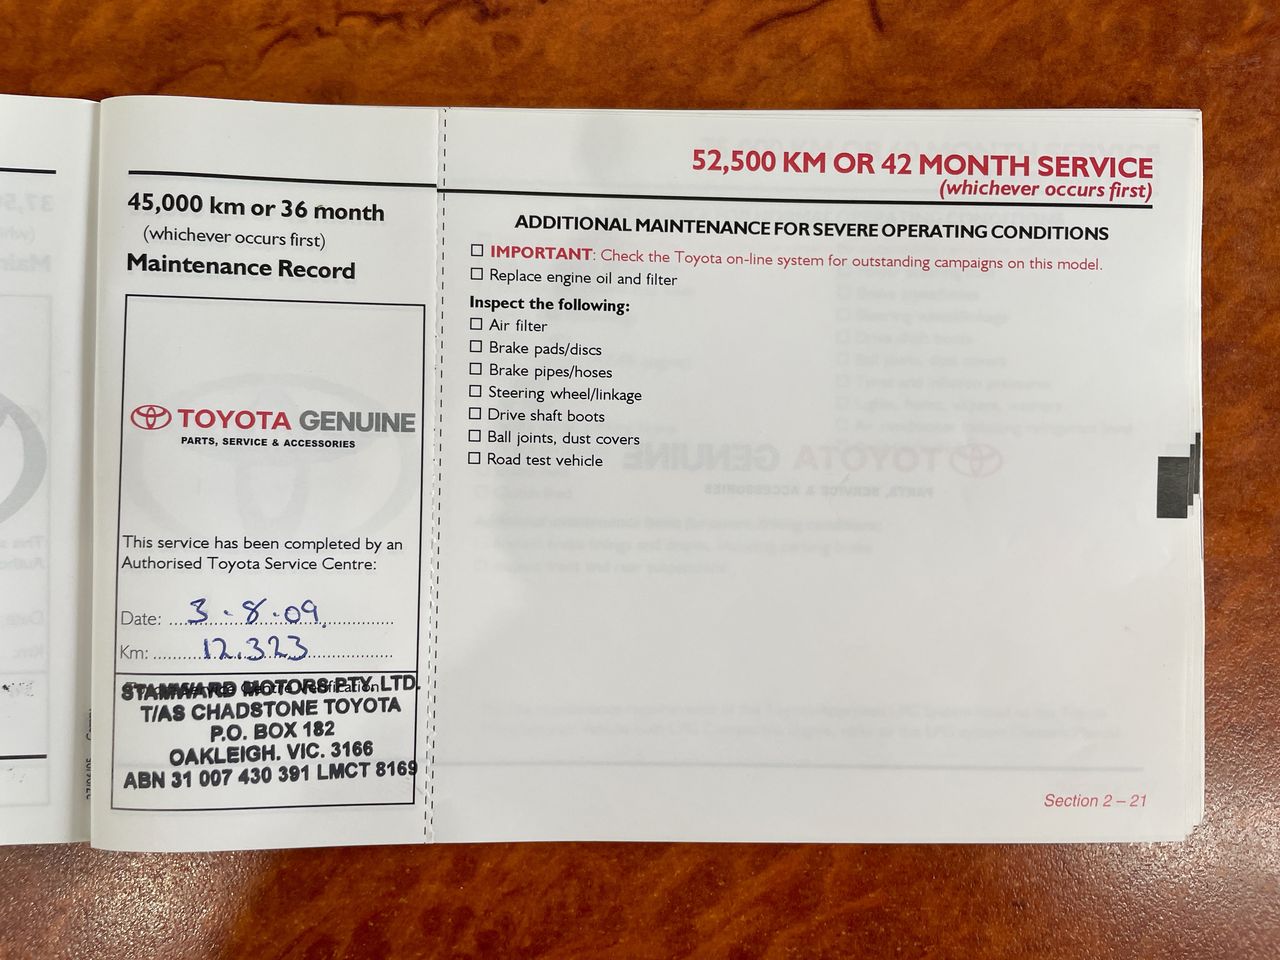 45,000 km or 36 month
(whichever occurs first)
Maintenance Record
TOYOTA GENUINE
PARTS, SERVICE & ACCESSORIES
This service has been completed by an
Authorised Toyota Service Centre:
Date: 3.8.09
Km: 12.323
STAMWARD MOTORS PTY. LTD.
T/AS CHADSTONE TOYOTA
P.O. BOX 182
OAKLEIGH. VIC. 3166
ABN 31 007 430 391 LMCT 8169
52,500 KM OR 42 MONTH SERVICE
(whichever occurs first)
ADDITIONAL MAINTENANCE FOR SEVERE OPERATING CONDITIONS
☐ IMPORTANT: Check the Toyota on-line system for outstanding campaigns on this model.
☐ Replace engine oil and filter
Inspect the following:
☐ Air filter
☐ Brake pads/discs
☐ Brake pipes/hoses
☐ Steering wheel/linkage
☐ Drive shaft boots
☐ Ball joints, dust covers
☐ Road test vehicle
Section 2 – 21